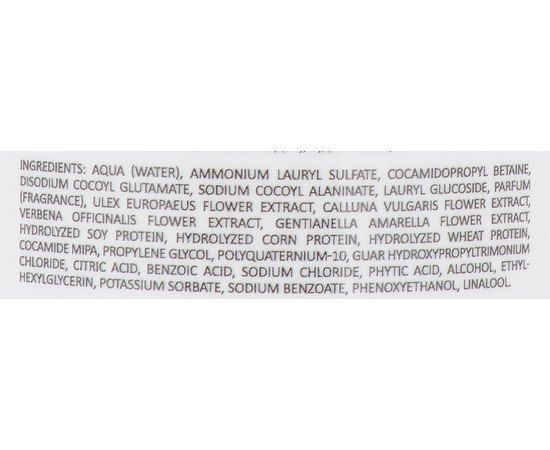 INGREDIENTS: AQUA (WATER), AMMONIUM LAURYL SULFATE, COCAMIDOPROPYL BETAINE,
DISODIUM COCOYL GLUTAMATE, SODIUM COCOYL ALANINATE, LAURYL GLUCOSIDE, PARFUM
(FRAGRANCE), ULEX EUROPAEUS FLOWER EXTRACT, CALLUNA VULGARIS FLOWER EXTRACT,
VERBENA OFFICINALIS FLOWER EXTRACT, GENTIANELLA AMARELLA FLOWER EXTRACT,
HYDROLYZED SOY PROTEIN, HYDROLYZED CORN PROTEIN, HYDROLYZED WHEAT PROTEIN,
COCAMIDE MIPA, PROPYLENE GLYCOL, POLYQUATERNIUM-10, GUAR HYDROXYPROPYLTRIMONIUM
CHLORIDE, CITRIC ACID, BENZOIC ACID, SODIUM CHLORIDE, PHYTIC ACID, ALCOHOL, ETHYL-
HEXYLGLYCERIN, POTASSIUM SORBATE, SODIUM BENZOATE, PHENOXYETHANOL, LINALOOL.